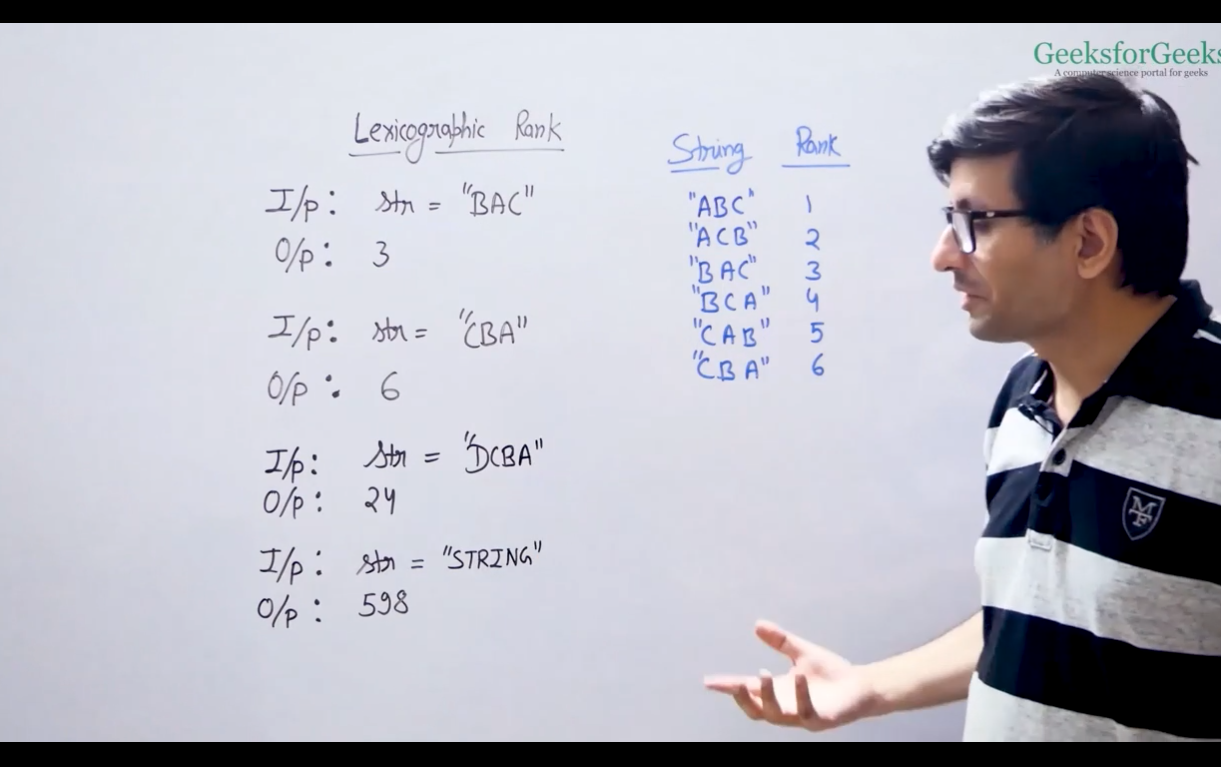 GeeksforGeeks
A computer science portal for geeks
Lexicographic Rank
I/p: str = "BAC"
O/p: 3
I/p: str = "CBA"
O/p: 6
I/p: str = "DCBA"
O/p: 24
I/p: str = "STRING"
O/p: 598
String Rank
"ABC" 1
"ACB" 2
"BAC" 3
"BCA" 4
"CAB" 5
"CBA" 6
MF